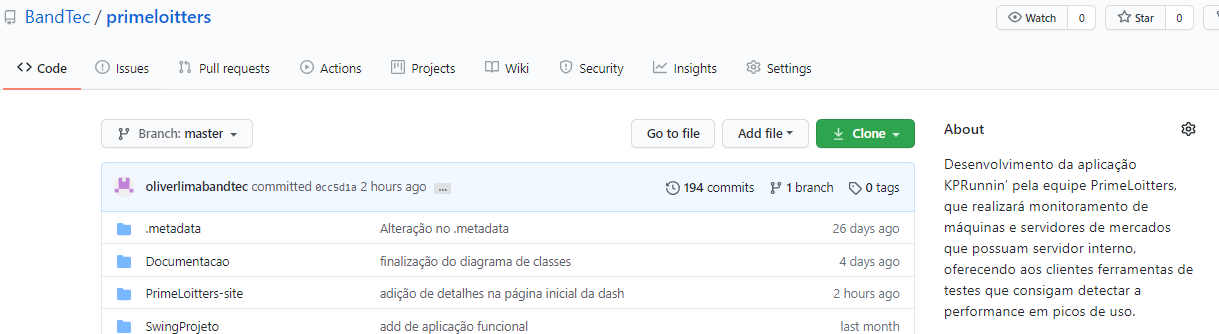 BandTec / primeloitters
Watch 0 Star 0
Code Issues Pull requests Actions Projects Wiki Security Insights Settings
Branch: master Go to file Add file Clone
oliverlimabandtec committed 0cc5d1a 2 hours ago ... 194 commits 1 branch 0 tags
.metadata Alteração no .metadata 26 days ago
Documentacao finalização do diagrama de classes 4 days ago
PrimeLoitters-site adição de detalhes na página inicial da dash 2 hours ago
SwingProjeto add de aplicação funcional last month
About
Desenvolvimento da aplicação
KPRunnin’ pela equipe PrimeLoitters,
que realizará monitoramento de
máquinas e servidores de mercados
que possuam servidor interno,
oferecendo aos clientes ferramentas de
testes que consigam detectar a
performance em picos de uso.